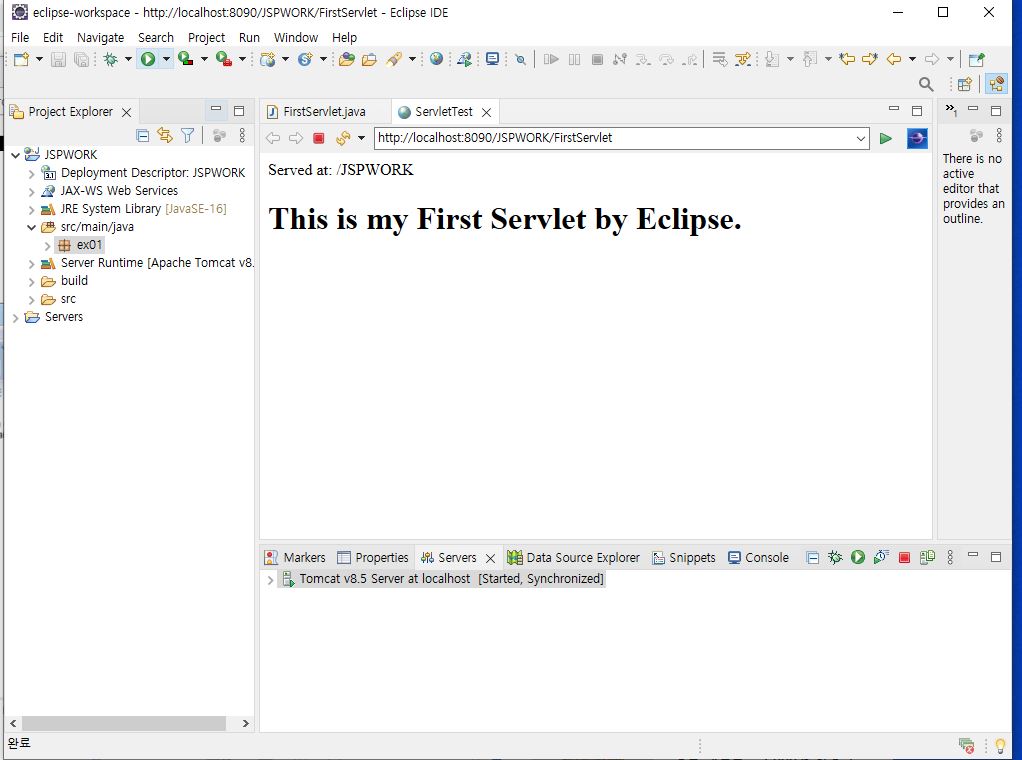 eclipse-workspace - http://localhost:8090/JSPWORK/FirstServlet - Eclipse IDE
File Edit Navigate Search Project Run Window Help
Project Explorer
JSPWORK
Deployment Descriptor: JSPWORK
JAX-WS Web Services
JRE System Library [JavaSE-16]
src/main/java
ex01
Server Runtime [Apache Tomcat v8.
build
src
Servers
FirstServlet.java ServletTest
http://localhost:8090/JSPWORK/FirstServlet
Served at: /JSPWORK
This is my First Servlet by Eclipse.
There is no
active
editor that
provides an
outline.
Markers Properties Servers Data Source Explorer Snippets Console
Tomcat v8.5 Server at localhost [Started, Synchronized]
완료